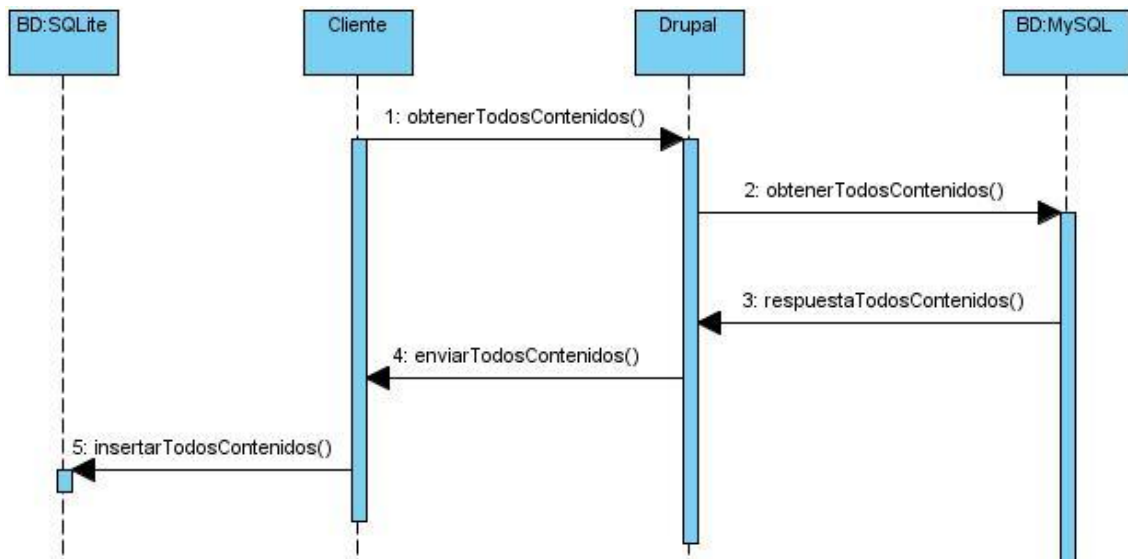 BD:SQLite
Cliente
Drupal
BD:MySQL
1: obtenerTodosContenidos()
2: obtenerTodosContenidos()
3: respuestaTodosContenidos()
4: enviarTodosContenidos()
5: insertarTodosContenidos()